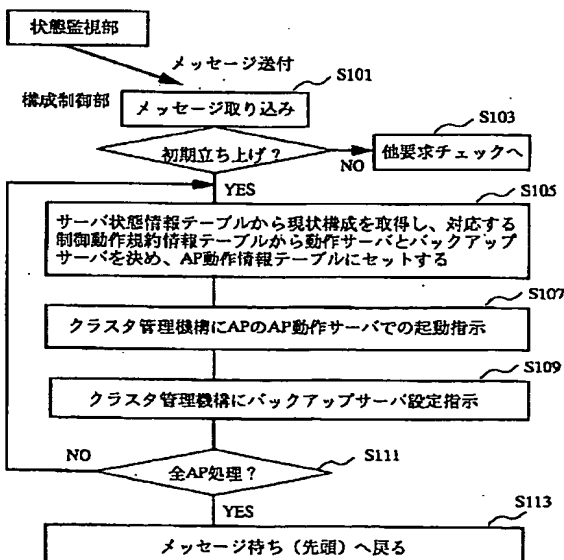 状態監視部
メッセージ送付
S101
構成制御部
メッセージ取り込み
S103
初期立ち上げ?
NO
他要求チェックへ
YES
S105
サーバ状態情報テーブルから現状構成を取得し、対応する
制御動作規約情報テーブルから動作サーバとバックアップ
サーバを決め、AP動作情報テーブルにセットする
S107
クラスタ管理機構にAPのAP動作サーバでの起動指示
S109
クラスタ管理機構にバックアップサーバ設定指示
NO
S111
全AP処理?
YES
S113
メッセージ待ち(先頭)へ戻る